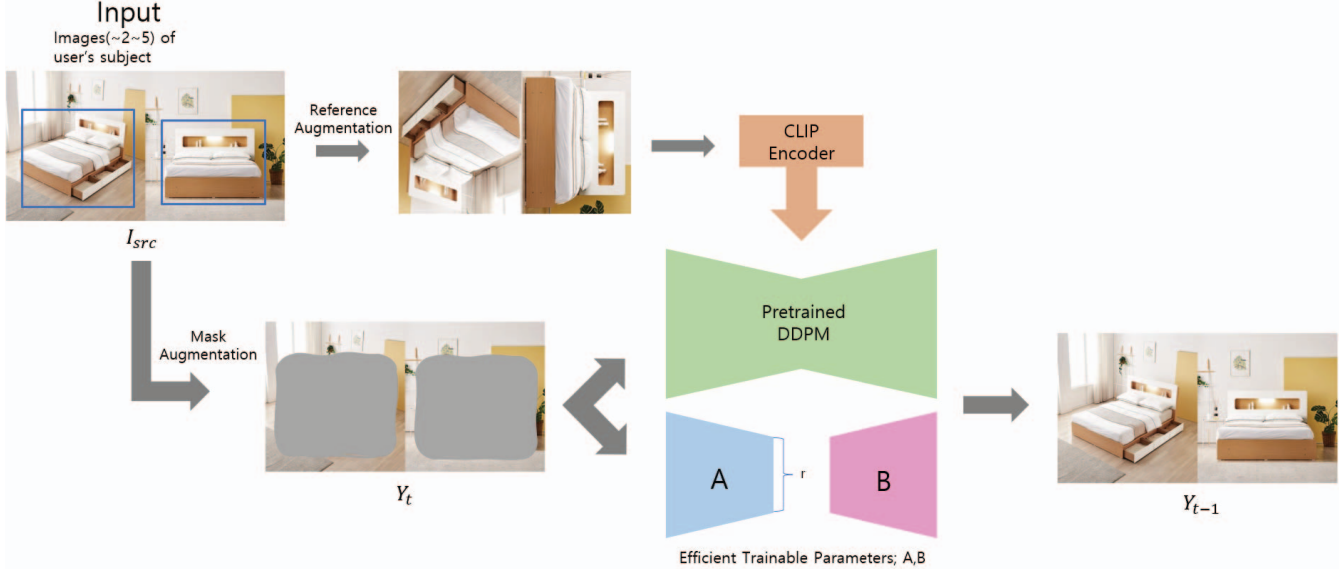 Input
Images(~2~5) of
user's subject
Reference
Augmentation
CLIP
Encoder
I_src
Mask
Augmentation
Pretrained
DDPM
Y_t
A
r
B
Y_{t-1}
Efficient Trainable Parameters; A,B